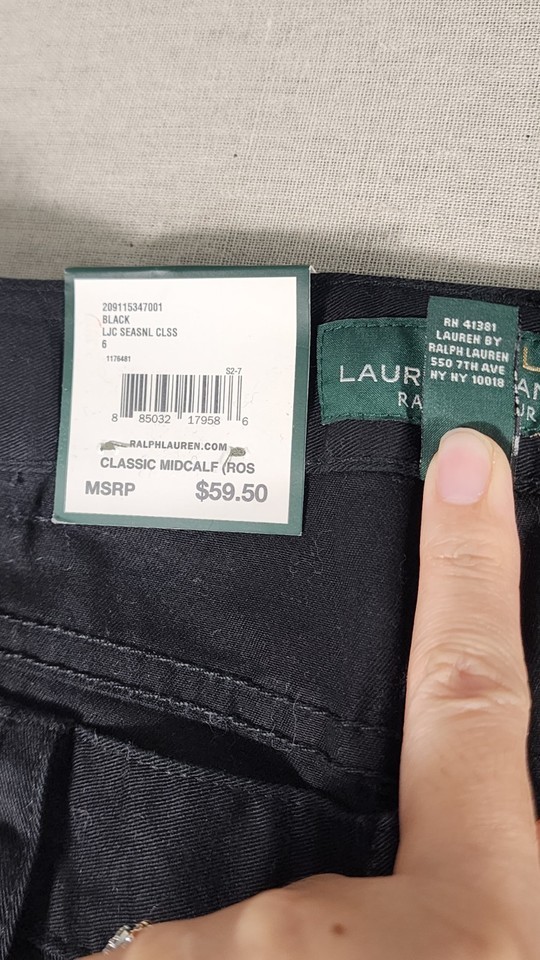 209115347001
BLACK
LJC SEASNL CLSS
6
1176481
S2-7
8 85032 17958 6
RALPHLAUREN.COM
CLASSIC MIDCALF (ROS
MSRP $59.50
RN 41381
LAUREN BY
RALPH LAUREN
550 7TH AVE
NY NY 10018
LAUR
RA